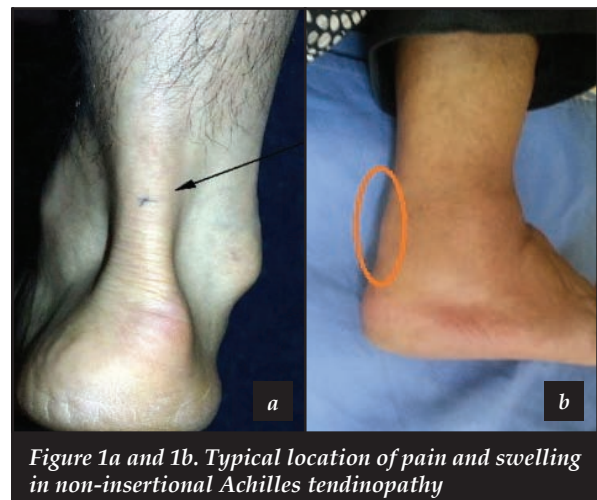 a
b
Figure 1a and 1b. Typical location of pain and swelling
in non-insertional Achilles tendinopathy